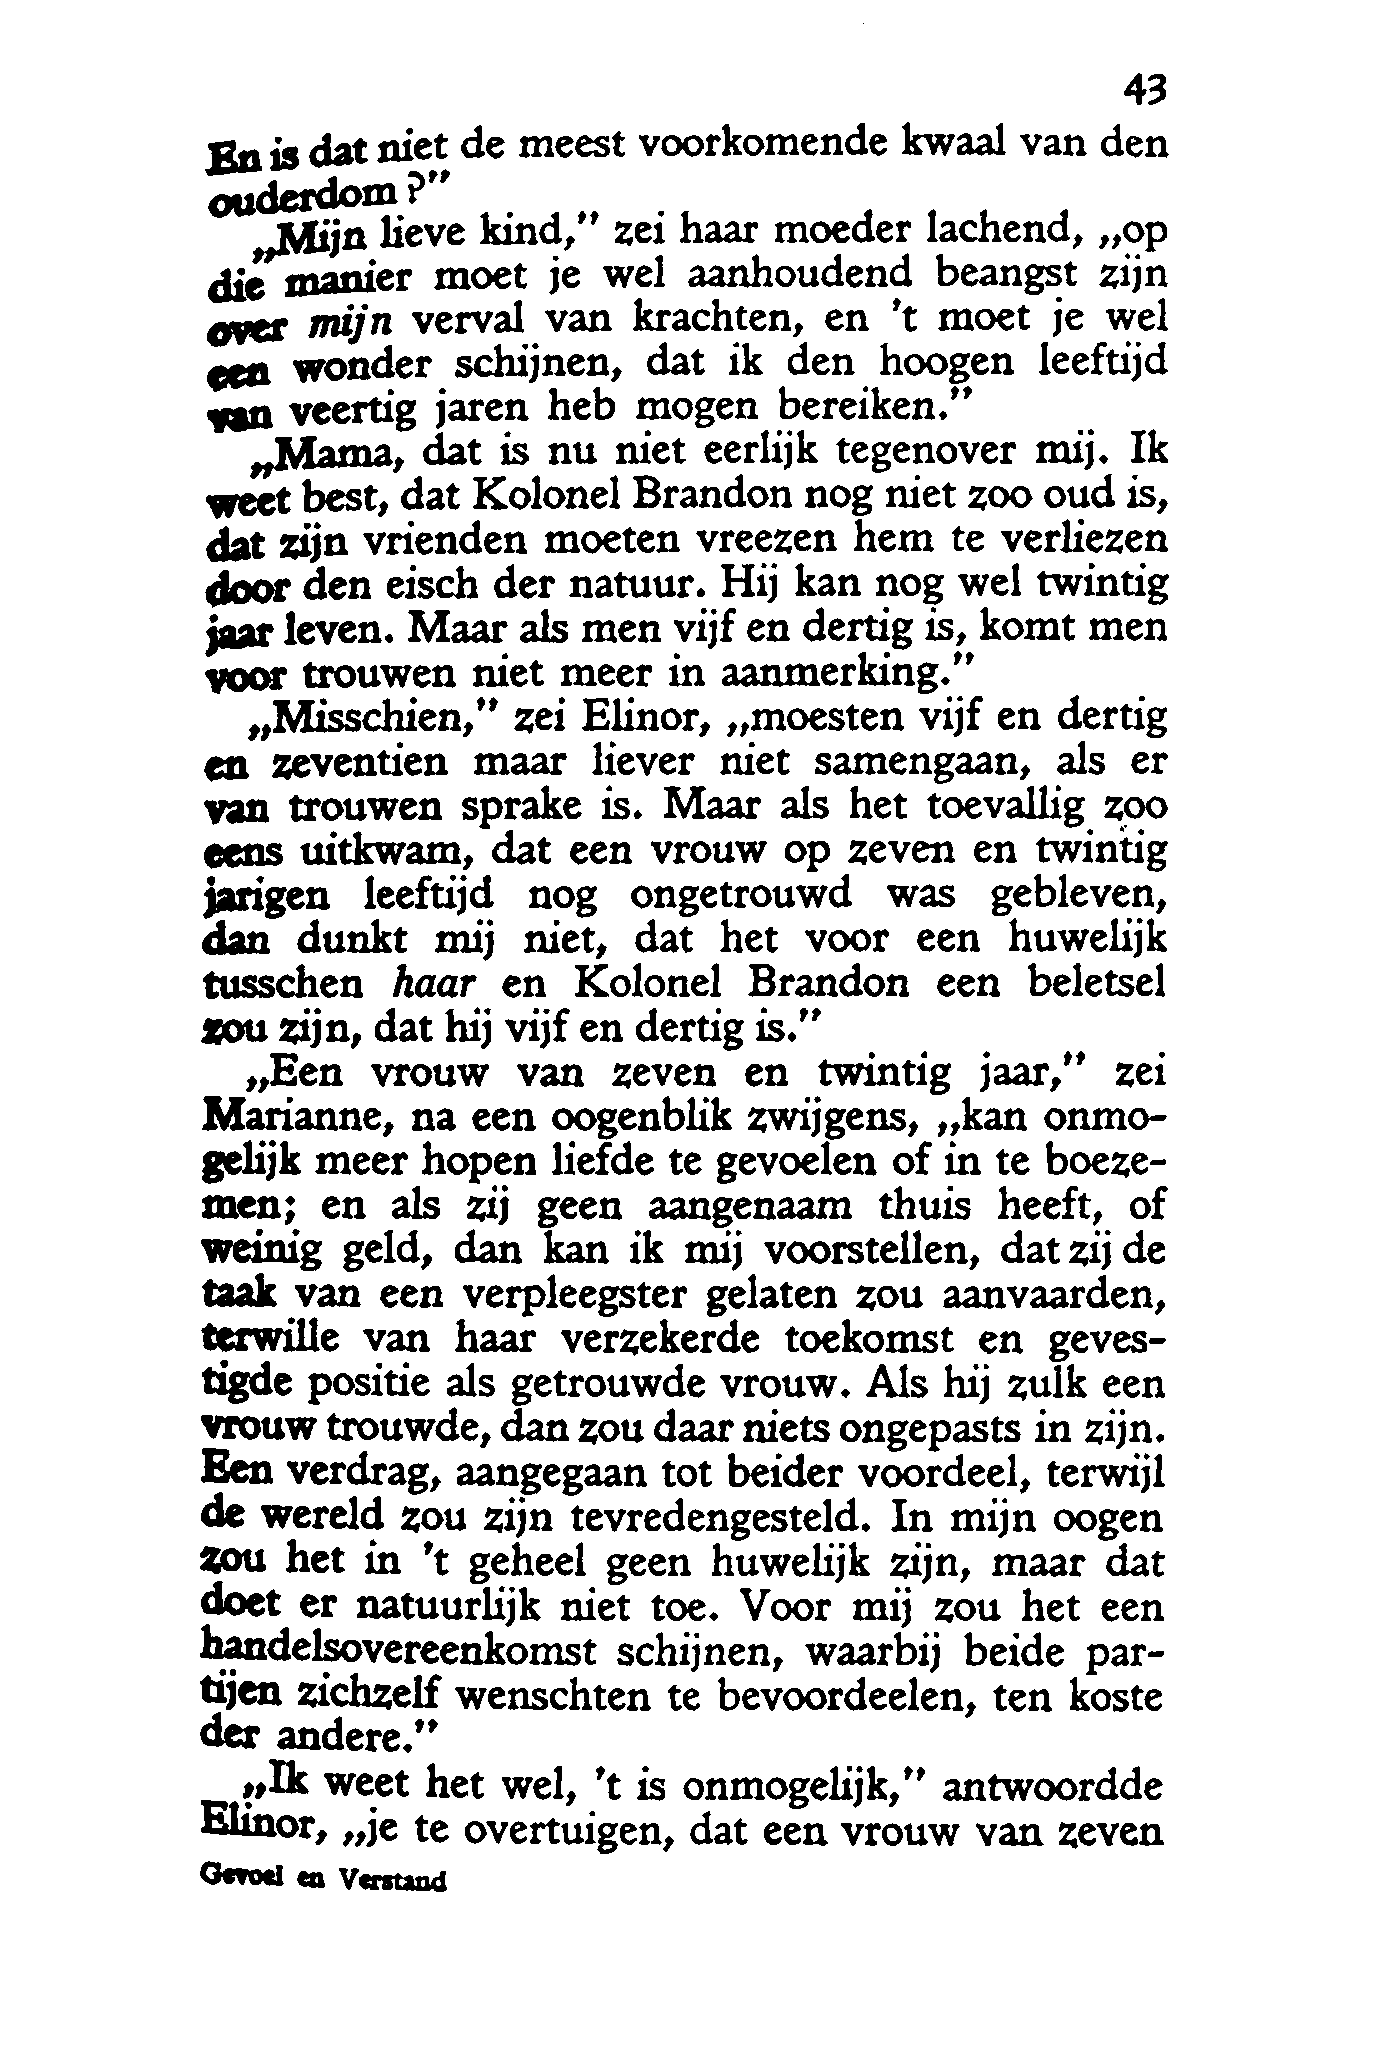 43
En is dat niet de meest voorkomende kwaal van den
ouderdom?”
„Mijn lieve kind,” zei haar moeder lachend, „op
die manier moet je wel aanhoudend beangst zijn
over mijn verval van krachten, en 't moet je wel
een wonder schijnen, dat ik den hoogen leeftijd
van veertig jaren heb mogen bereiken.”
„Mama, dat is nu niet eerlijk tegenover mij. Ik
weet best, dat Kolonel Brandon nog niet zoo oud is,
dat zijn vrienden moeten vreezen hem te verliezen
door den eisch der natuur. Hij kan nog wel twintig
jaar leven. Maar als men vijf en dertig is, komt men
voor trouwen niet meer in aanmerking.”
„Misschien,” zei Elinor, „moesten vijf en dertig
en zeventien maar liever niet samengaan, als er
van trouwen sprake is. Maar als het toevallig zoo
eens uitkwam, dat een vrouw op zeven en twintig
jarigen leeftijd nog ongetrouwd was gebleven,
dan dunkt mij niet, dat het voor een huwelijk
tusschen haar en Kolonel Brandon een beletsel
zou zijn, dat hij vijf en dertig is.”
„Een vrouw van zeven en twintig jaar,” zei
Marianne, na een oogenblik zwijgens, „kan onmo-
gelijk meer hopen liefde te gevoelen of in te boeze-
men; en als zij geen aangenaam thuis heeft, of
weinig geld, dan kan ik mij voorstellen, dat zij de
taak van een verpleegster gelaten zou aanvaarden,
terwille van haar verzekerde toekomst en geves-
tigde positie als getrouwde vrouw. Als hij zulk een
vrouw trouwde, dan zou daar niets ongepasts in zijn.
Een verdrag, aangegaan tot beider voordeel, terwijl
de wereld zou zijn tevredengesteld. In mijn oogen
zou het in 't geheel geen huwelijk zijn, maar dat
doet er natuurlijk niet toe. Voor mij zou het een
handelsovereenkomst schijnen, waarbij beide par-
tijen zichzelf wenschten te bevoordeelen, ten koste
der andere.”
„Ik weet het wel, 't is onmogelijk,” antwoordde
Elinor, „je te overtuigen, dat een vrouw van zeven
Gevoel en Verstand